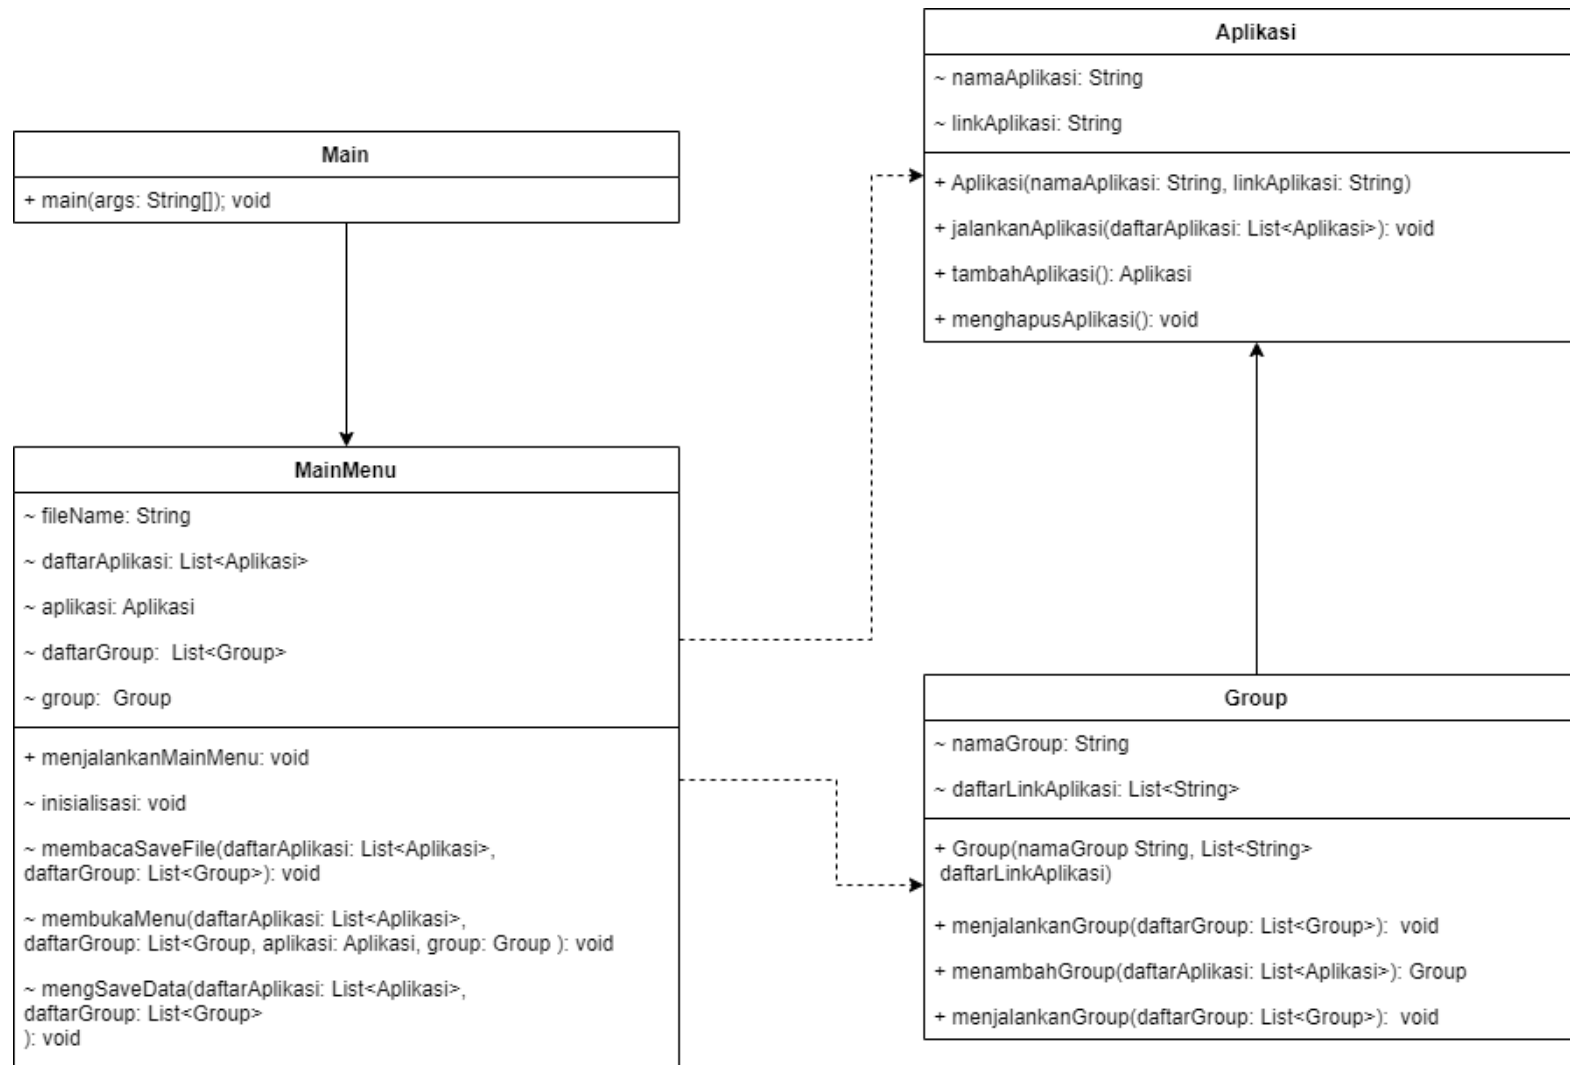 Main
+ main(args: String[]); void
MainMenu
~ fileName: String
~ daftarAplikasi: List<Aplikasi>
~ aplikasi: Aplikasi
~ daftarGroup:  List<Group>
~ group:  Group
+ menjalankanMainMenu: void
~ inisialisasi: void
~ membacaSaveFile(daftarAplikasi: List<Aplikasi>,
daftarGroup: List<Group>): void
~ membukaMenu(daftarAplikasi: List<Aplikasi>,
daftarGroup: List<Group, aplikasi: Aplikasi, group: Group ): void
~ mengSaveData(daftarAplikasi: List<Aplikasi>,
daftarGroup: List<Group>
): void
Aplikasi
~ namaAplikasi: String
~ linkAplikasi: String
+ Aplikasi(namaAplikasi: String, linkAplikasi: String)
+ jalankanAplikasi(daftarAplikasi: List<Aplikasi>): void
+ tambahAplikasi(): Aplikasi
+ menghapusAplikasi(): void
Group
~ namaGroup: String
~ daftarLinkAplikasi: List<String>
+ Group(namaGroup String, List<String>
daftarLinkAplikasi)
+ menjalankanGroup(daftarGroup: List<Group>):  void
+ menambahGroup(daftarAplikasi: List<Aplikasi>): Group
+ menjalankanGroup(daftarGroup: List<Group>):  void